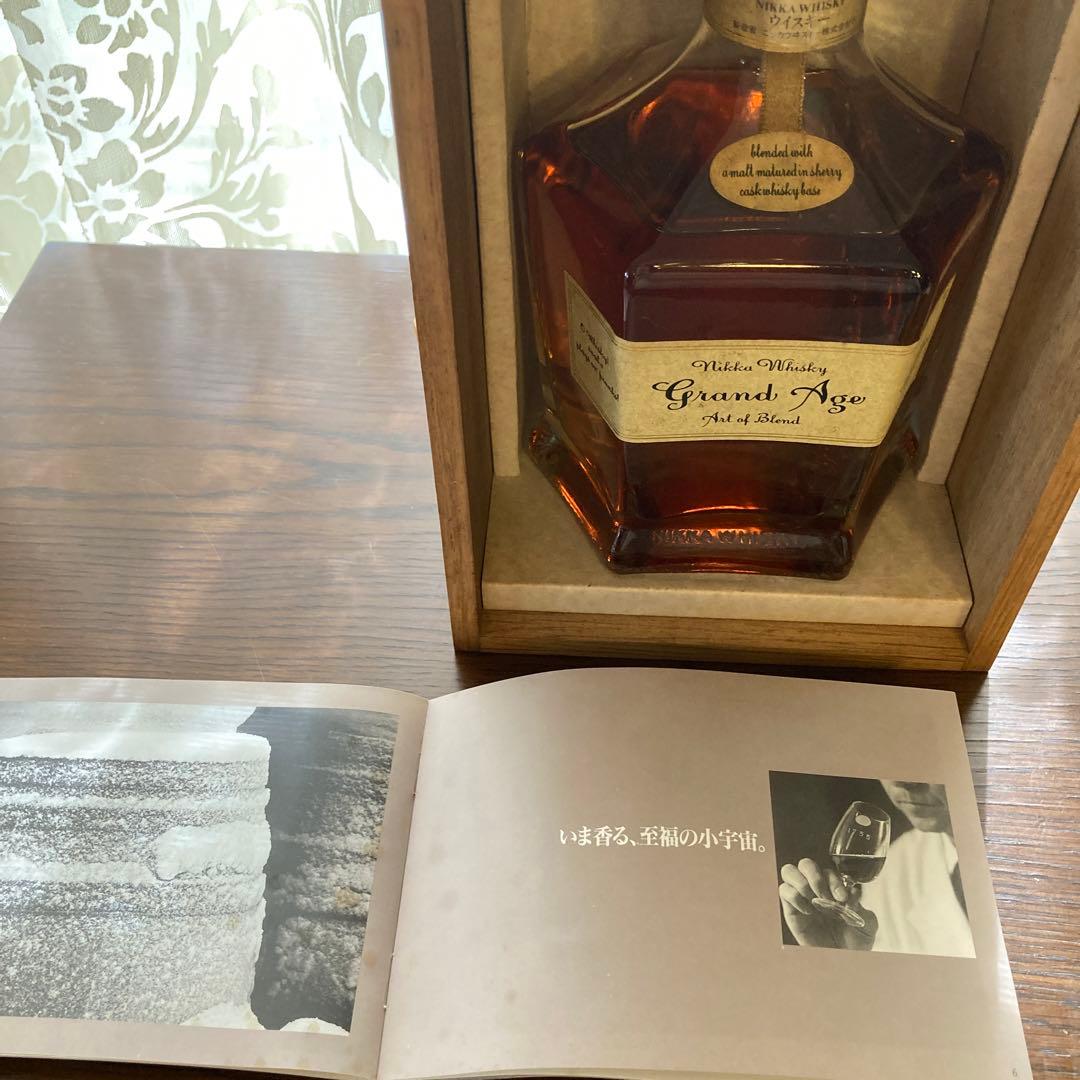 NIKKA WHISKY
ウイスキー
blended with
a malt matured in sherry
cask whisky base
Nikka Whisky
Grand Age
Art of Blend
NIKKA WHISKY
いま香る、至福の小宇宙。
1755
6